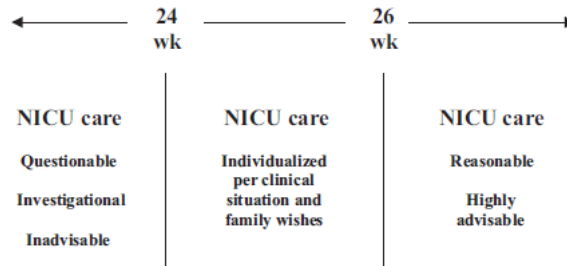 24
wk
26
wk
NICU care
Questionable
Investigational
Inadvisable
NICU care
Individualized
per clinical
situation and
family wishes
NICU care
Reasonable
Highly
advisable